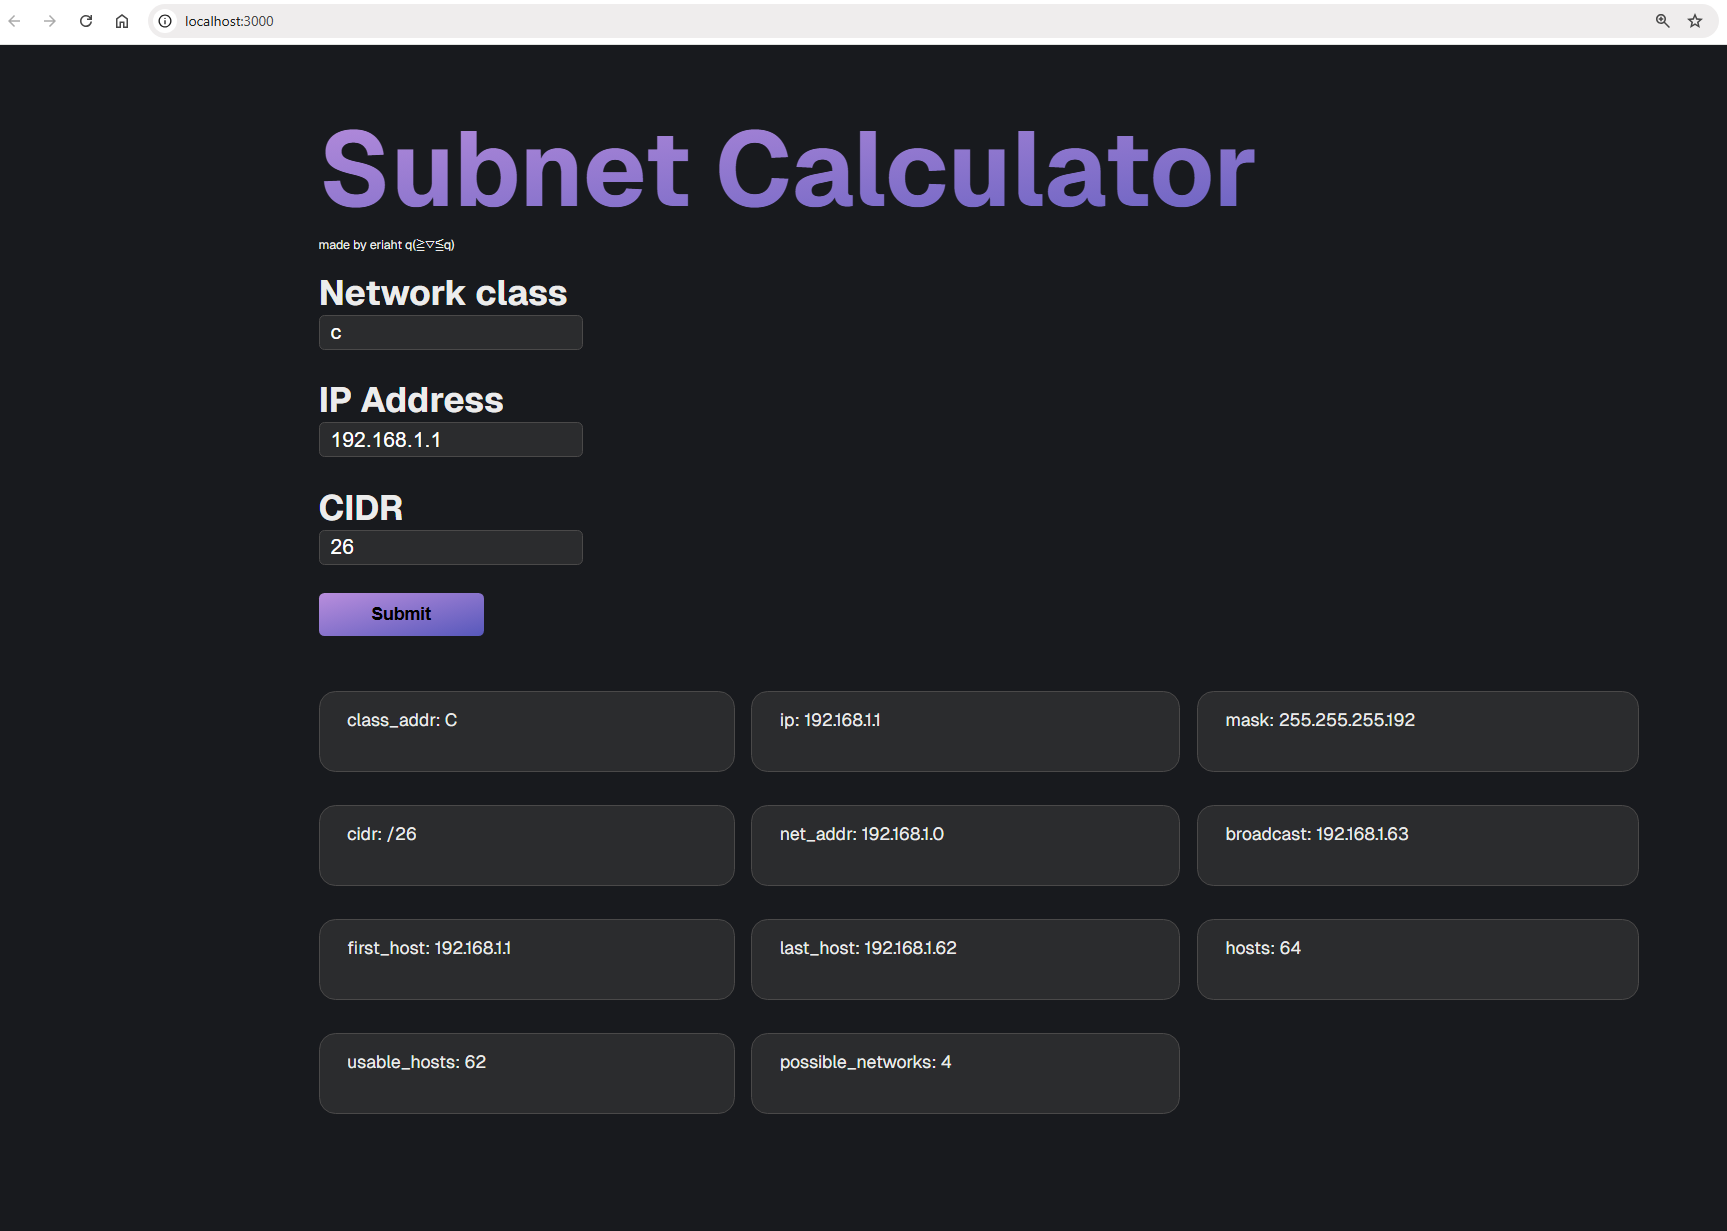 localhost:3000
Subnet Calculator
made by eriaht q(≧▽≦q)
Network class
C
IP Address
192.168.1.1
CIDR
26
Submit
class_addr: C
ip: 192.168.1.1
mask: 255.255.255.192
cidr: /26
net_addr: 192.168.1.0
broadcast: 192.168.1.63
first_host: 192.168.1.1
last_host: 192.168.1.62
hosts: 64
usable_hosts: 62
possible_networks: 4